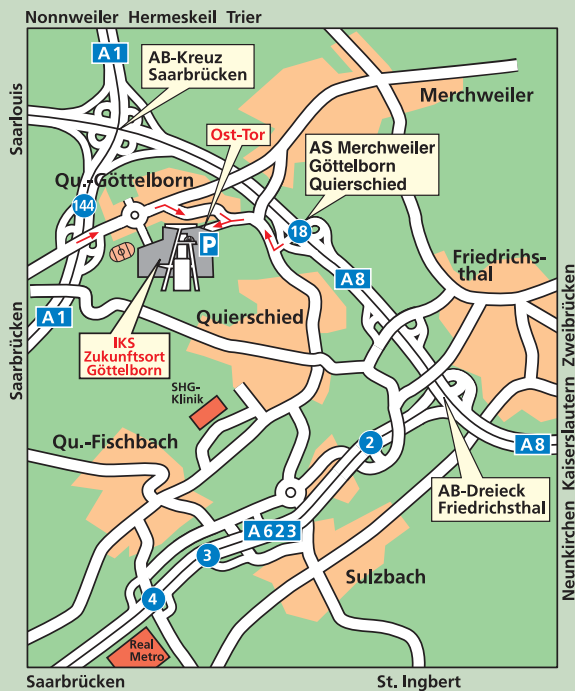 Nonnweiler Hermeskeil Trier
A1
AB-Kreuz
Saarbrücken
Merchweiler
Saarlouis
Ost-Tor
AS Merchweiler
Göttelborn
Quierschied
Qu.-Göttelborn
144
18
P
Friedrichs-
thal
A8
A1
Quierschied
IKS
Zukunftsort
Göttelborn
Saarbrücken
SHG-
Klinik
Qu.-Fischbach
2
A8
AB-Dreieck
Friedrichsthal
A623
3
Sulzbach
4
Real
Metro
Neunkirchen Kaiserslautern Zweibrücken
Saarbrücken
St. Ingbert